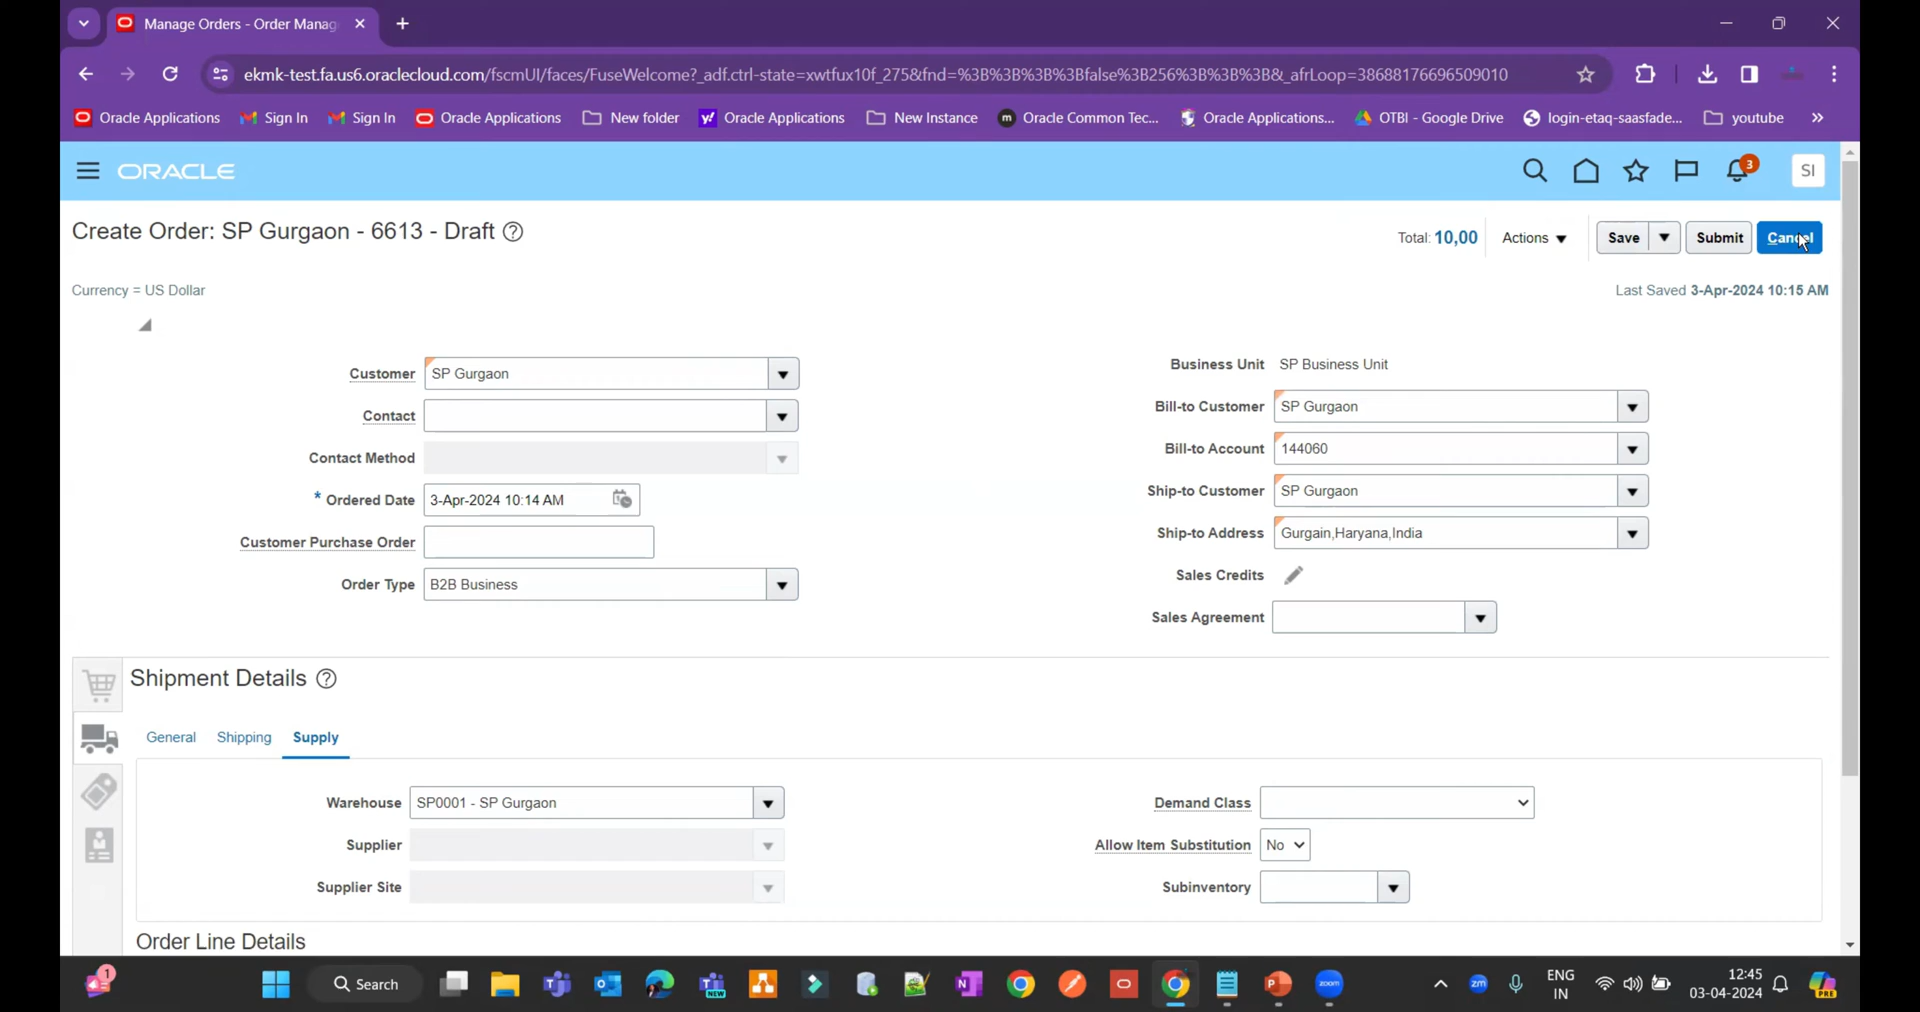 Manage Orders - Order Manag
ekmk-test.fa.us6.oraclecloud.com/fscmUI/faces/FuseWelcome?_adf.ctrl-state=xwtfux10f_275&fnd=%3B%3B%3B%3Bfalse%3B256%3B%3B%3B&_afrLoop=38688176696509010
Oracle Applications Sign In Sign In Oracle Applications New folder Oracle Applications New Instance Oracle Common Tec... Oracle Applications... OTBI - Google Drive login-etaq-saasfade... youtube »
ORACLE 3 SI
Create Order: SP Gurgaon - 6613 - Draft
Total: 10,00 Actions Save Submit Cancel
Currency = US Dollar
Last Saved 3-Apr-2024 10:15 AM
Customer SP Gurgaon
Contact
Contact Method
* Ordered Date 3-Apr-2024 10:14 AM
Customer Purchase Order
Order Type B2B Business
Business Unit SP Business Unit
Bill-to Customer SP Gurgaon
Bill-to Account 144060
Ship-to Customer SP Gurgaon
Ship-to Address Gurgain,Haryana,India
Sales Credits
Sales Agreement
Shipment Details
General Shipping Supply
Warehouse SP0001 - SP Gurgaon
Supplier
Supplier Site
Demand Class
Allow Item Substitution No
Subinventory
Order Line Details
1 Search NEW zm zoom
ENG
IN
12:45
03-04-2024
PRE